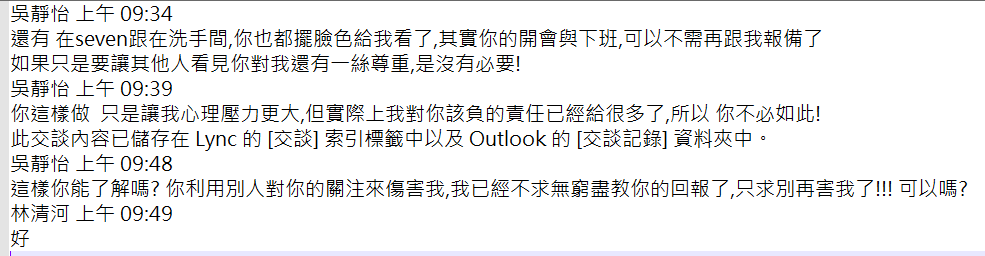 吳靜怡 上午 09:34
還有 在seven跟在洗手間,你也都擺臉色給我看了,其實你的開會與下班,可以不需再跟我報備了
如果只是要讓其他人看見你對我還有一絲尊重,是沒有必要!
吳靜怡 上午 09:39
你這樣做  只是讓我心理壓力更大,但實際上我對你該負的責任已經給很多了,所以 你不必如此!
此交談內容已儲存在 Lync 的 [交談] 索引標籤中以及 Outlook 的 [交談記錄] 資料夾中。
吳靜怡 上午 09:48
這樣你能了解嗎? 你利用別人對你的關注來傷害我,我已經不求無窮盡教你的回報了,只求別再害我了!!! 可以嗎?
林清河 上午 09:49
好